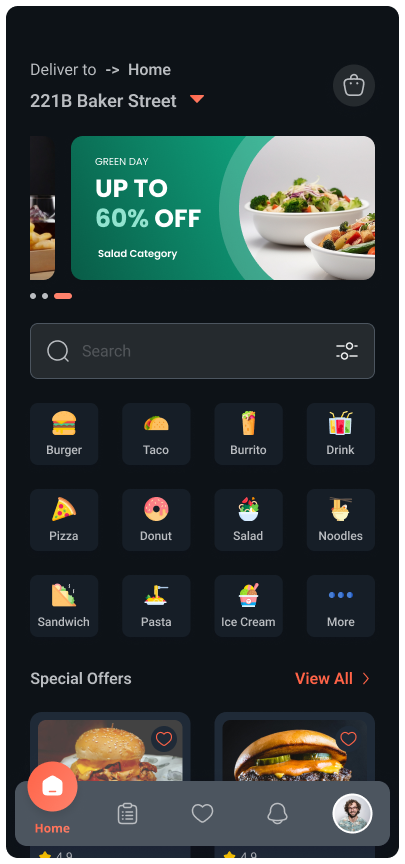 Deliver to -> Home
221B Baker Street
GREEN DAY
UP TO
60% OFF
Salad Category
Search
Burger Taco Burrito Drink
Pizza Donut Salad Noodles
Sandwich Pasta Ice Cream More
Special Offers View All >
Home
4.9 4.9